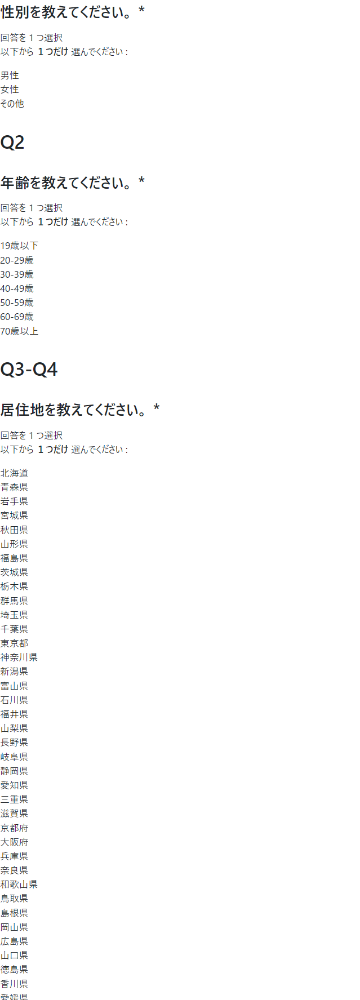 性別を教えてください。 *
回答を 1 つ選択
以下から 1 つだけ 選んでください :
男性
女性
その他
Q2
年齢を教えてください。 *
回答を 1 つ選択
以下から 1 つだけ 選んでください :
19歳以下
20-29歳
30-39歳
40-49歳
50-59歳
60-69歳
70歳以上
Q3-Q4
居住地を教えてください。 *
回答を 1 つ選択
以下から 1 つだけ 選んでください :
北海道
青森県
岩手県
宮城県
秋田県
山形県
福島県
茨城県
栃木県
群馬県
埼玉県
千葉県
東京都
神奈川県
新潟県
富山県
石川県
福井県
山梨県
長野県
岐阜県
静岡県
愛知県
三重県
滋賀県
京都府
大阪府
兵庫県
奈良県
和歌山県
鳥取県
島根県
岡山県
広島県
山口県
徳島県
香川県
愛媛県